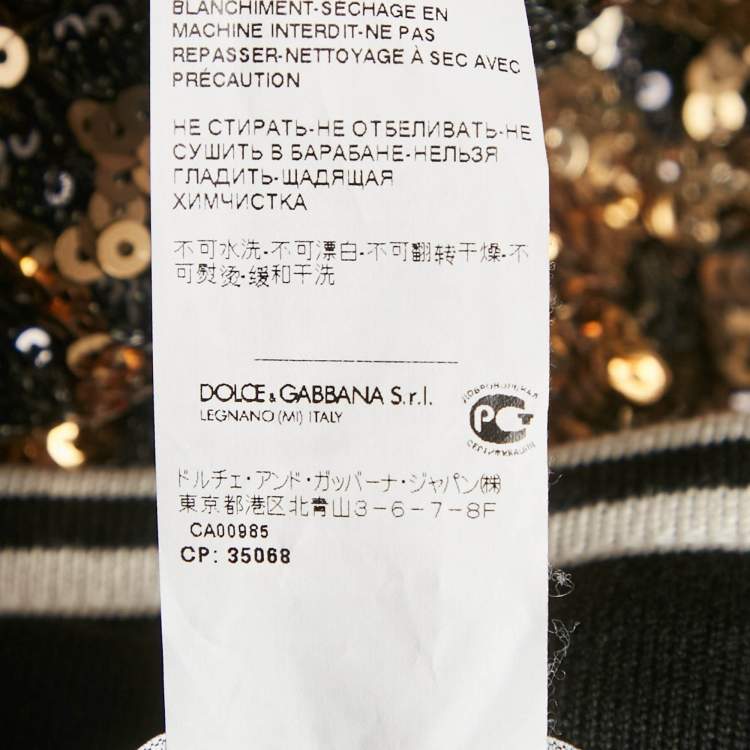 BLANCHIMENT-SÉCHAGE EN
MACHINE INTERDIT-NE PAS
REPASSER-NETTOYAGE À SEC AVEC
PRÉCAUTION
НЕ СТИРАТЬ-НЕ ОТБЕЛИВАТЬ-НЕ
СУШИТЬ В БАРАБАНЕ-НЕЛЬЗЯ
ГЛАДИТЬ-ЩАДЯЩАЯ
ХИМЧИСТКА
不可水洗-不可漂白-不可翻转干燥-不
可熨烫-缓和干洗
DOLCE & GABBANA S.r.l.
LEGNANO (MI) ITALY
ДОБРОВОЛЬНАЯ
РСТ
СЕРТИФИКАЦИЯ
ドルチェ・アンド・ガッバーナ・ジャパン㈱
東京都港区北青山3-6-7-8F
CA00985
CP: 35068